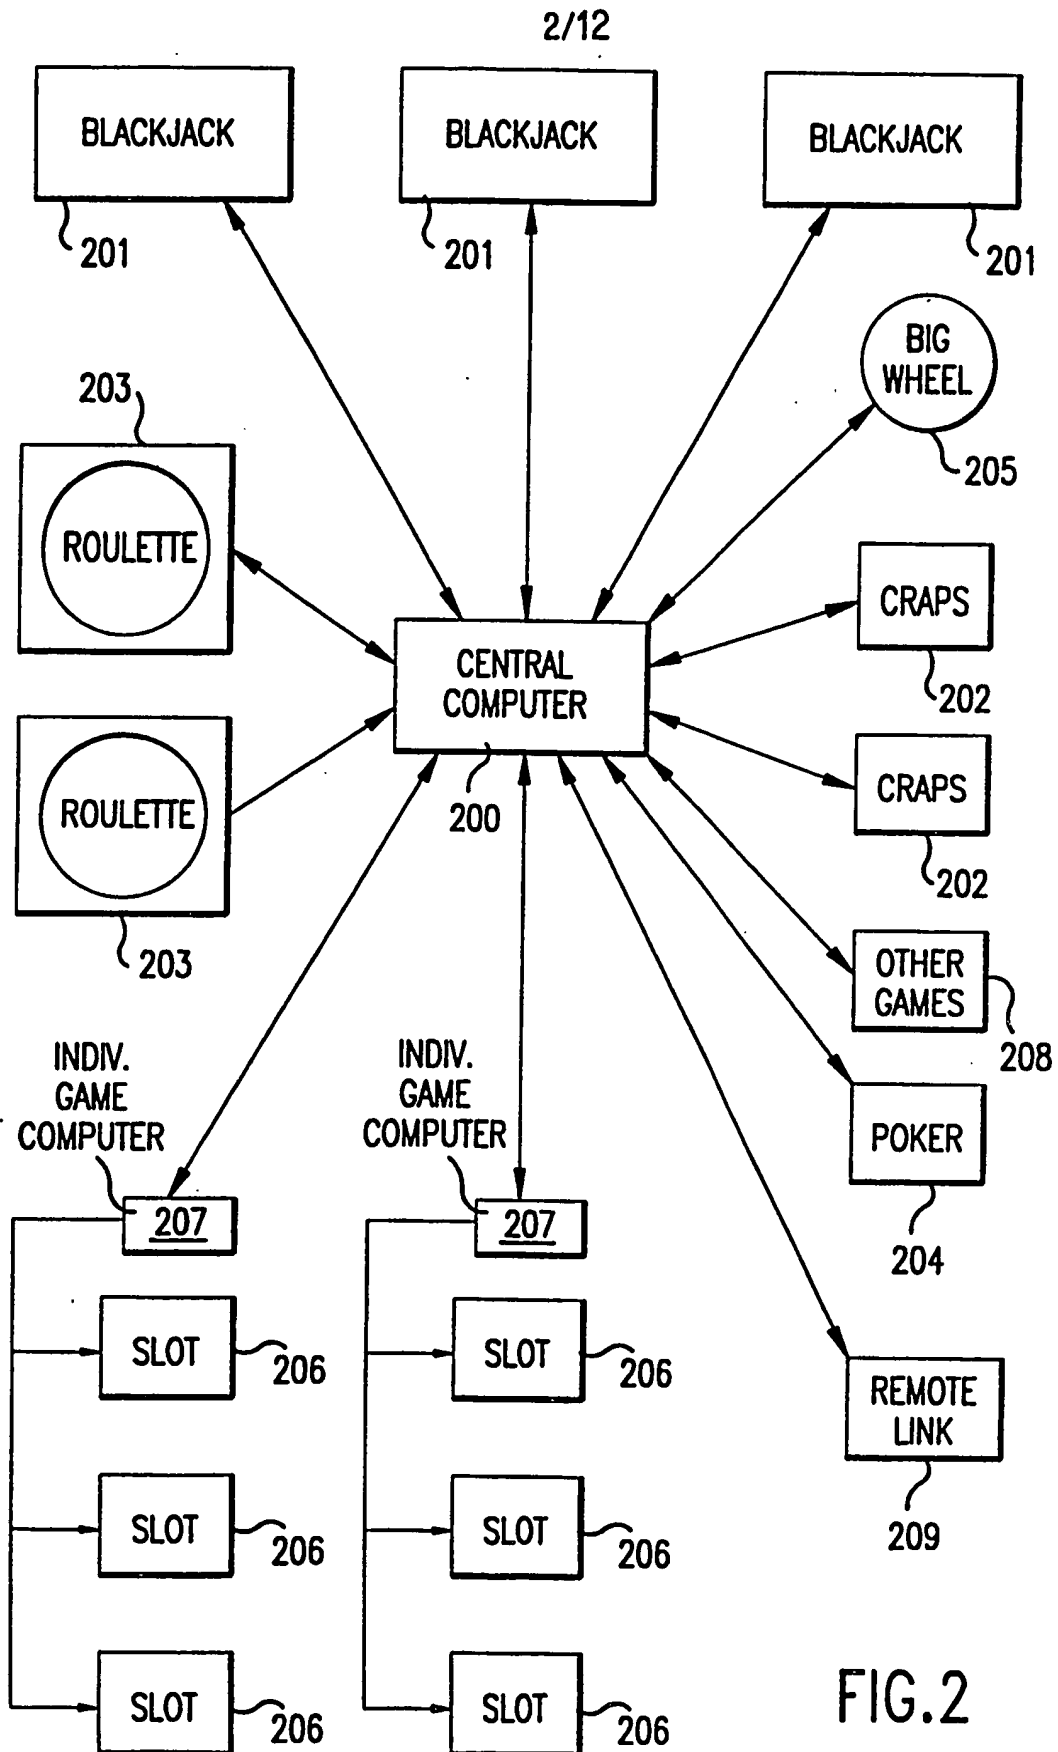 2/12
BLACKJACK
BLACKJACK
BLACKJACK
201
201
201
BIG
WHEEL
205
203
ROULETTE
CRAPS
202
CENTRAL
COMPUTER
200
ROULETTE
203
CRAPS
202
OTHER
GAMES
208
POKER
204
INDIV.
GAME
COMPUTER
207
INDIV.
GAME
COMPUTER
207
SLOT
206
SLOT
206
SLOT
206
SLOT
206
SLOT
206
SLOT
206
REMOTE
LINK
209
FIG.2